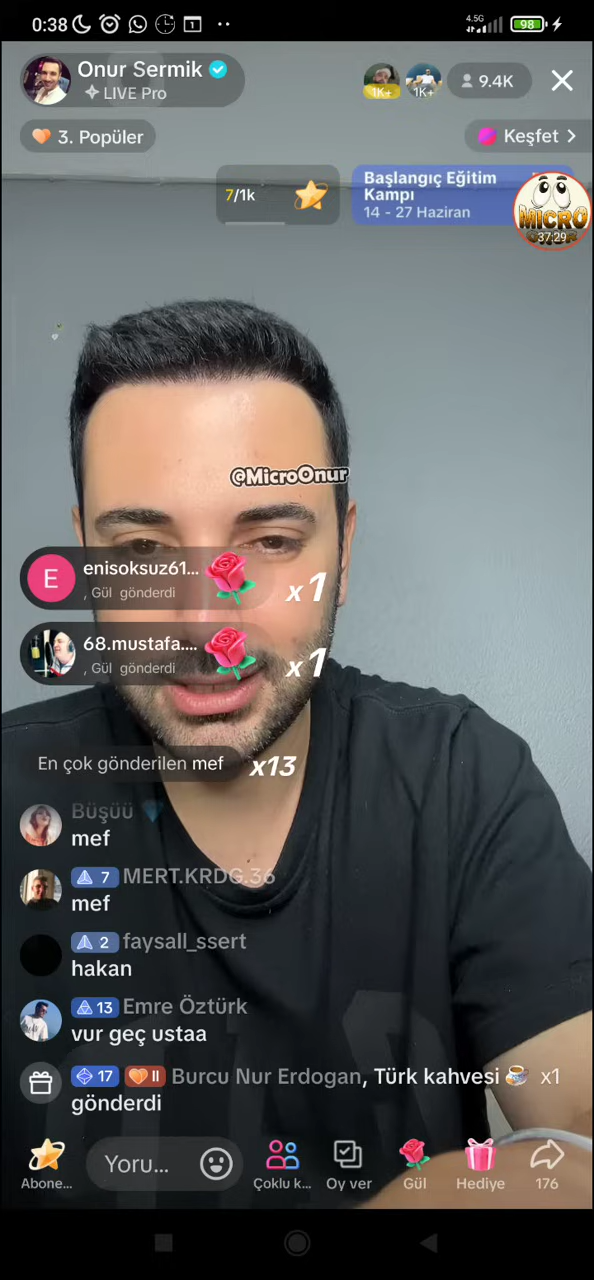 0:38
4.5G
98
Onur Sermik
LIVE Pro
1K+
1K+
9.4K
3. Popüler
Keşfet
7/1k
Başlangıç Eğitim
Kampı
14 - 27 Haziran
MICRO
37:29
@MicroOnur
E
enisoksuz61...
, Gül gönderdi
x1
68.mustafa....
, Gül gönderdi
x1
En çok gönderilen mef
x13
Büşüü
mef
7 MERT.KRDG.36
mef
2 faysall_ssert
hakan
13 Emre Öztürk
vur geç ustaa
17 II Burcu Nur Erdogan, Türk kahvesi x1
gönderdi
Abone...
Yoru...
Çoklu k...
Oy ver
Gül
Hediye
176